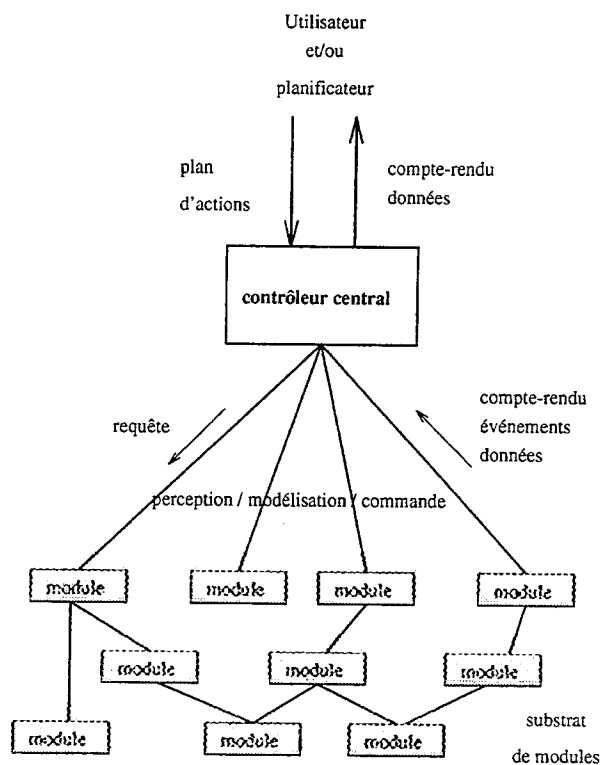 Utilisateur
et/ou
planificateur
plan
d'actions
compte-rendu
données
contrôleur central
requête
compte-rendu
événements
données
perception / modélisation / commande
module
module
module
module
module
module
module
module
module
module
substrat
de modules